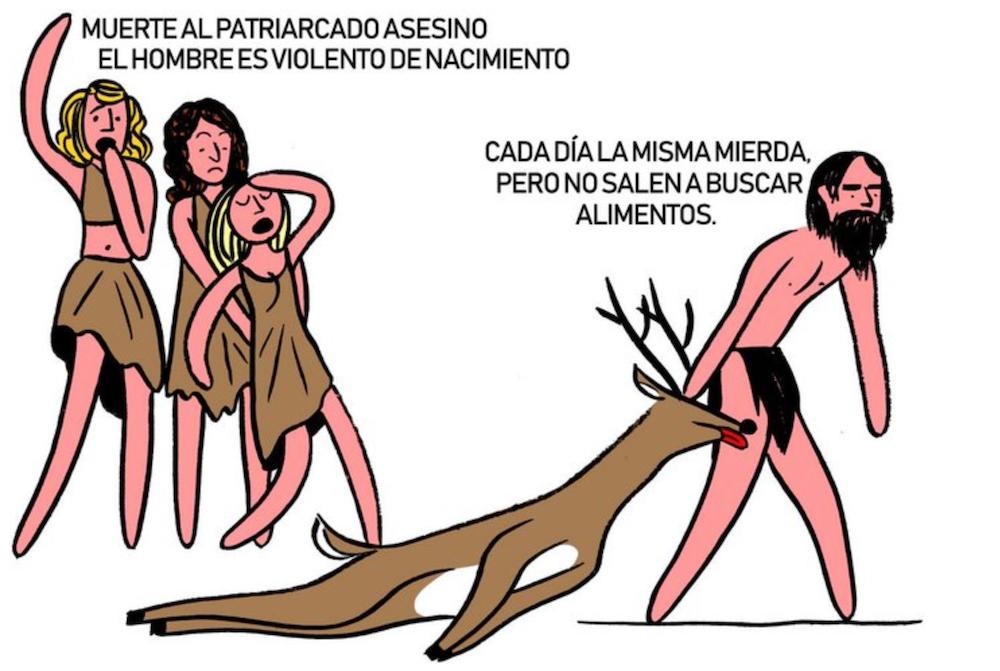 MUERTE AL PATRIARCADO ASESINO
EL HOMBRE ES VIOLENTO DE NACIMIENTO
CADA DÍA LA MISMA MIERDA,
PERO NO SALEN A BUSCAR
ALIMENTOS.